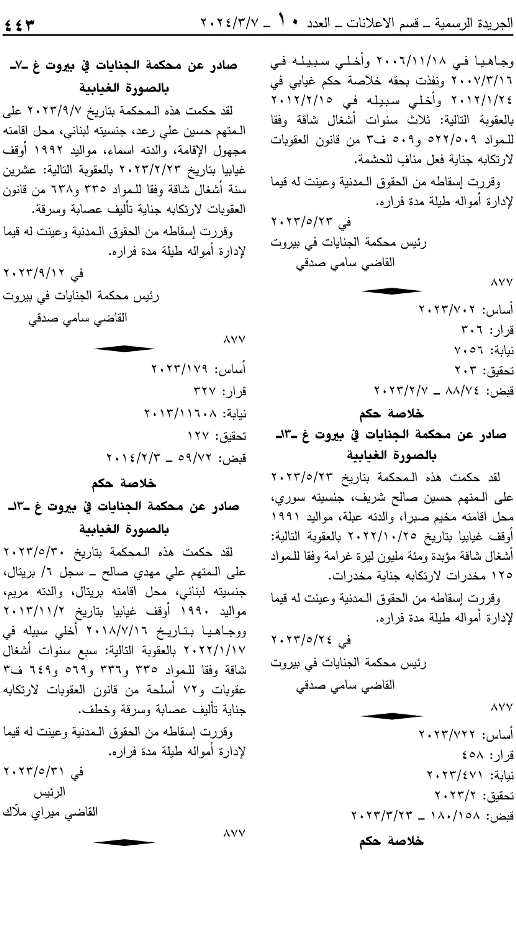 الجريدة الرسمية ــ قسم الاعلانات ــ العدد ١٠ ــ ٢٠٢٤/٣/٧
٤٤٣
وجاهيا في ٢٠٠٦/١١/١٨ وأخلي سبيله في
٢٠٠٧/٣/١٦ ونفذت بحقه خلاصة حكم غيابي في
٢٠١٢/١/٢٤ وأخلي سبيله في ٢٠١٢/٢/١٥
بالعقوبة التالية: ثلاث سنوات أشغال شاقة وفقا
للمواد ٥٢٢/٥٠٩ و٥٠٩ ف٣ من قانون العقوبات
لارتكابه جناية فعل مناف للحشمة.
وقررت إسقاطه من الحقوق المدنية وعينت له قيما
لإدارة أمواله مدة فراره.
في ٢٠٢٣/٥/٢٣
رئيس محكمة الجنايات في بيروت
القاضي سامي صدقي
٨٧٧
أساس: ٢٠٢٣/٧٠٢
قرار: ٣٠٦
نيابة: ٧٠٥٦
تحقيق: ٢٠٣
قبض: ٨٨/٧٤ ــ ٢٠٢٣/٢/٧
خلاصة حكم
صادر عن محكمة الجنايات في بيروت غ ـ١٣ـ
بالصورة الغيابية
لقد حكمت هذه المحكمة بتاريخ ٢٠٢٣/٥/٢٣
على المتهم حسين صالح شريف، جنسيته سوري،
محل اقامته مخيم صبرا، والدته عبلة، مواليد ١٩٩١
أوقف غيابيا بتاريخ ٢٠٢٢/١٠/٢٥ بالعقوبة التالية:
أشغال شاقة مؤبدة ومئة مليون ليرة غرامة وفقا للمواد
١٢٥ مخدرات لارتكابه جناية مخدرات.
وقررت إسقاطه من الحقوق المدنية وعينت له قيما
لإدارة أمواله مدة فراره.
في ٢٠٢٣/٥/٢٤
رئيس محكمة الجنايات في بيروت
القاضي سامي صدقي
٨٧٧
أساس: ٢٠٢٣/٧٢٢
قرار: ٤٥٨
نيابة: ٢٠٢٣/٤٧١
تحقيق: ٢٠٢٣/٢
قبض: ١٨٠/١٥٨ ــ ٢٠٢٣/٣/٢٣
خلاصة حكم
صادر عن محكمة الجنايات في بيروت غ ـ٧ـ
بالصورة الغيابية
لقد حكمت هذه المحكمة بتاريخ ٢٠٢٣/٩/٧ على
المتهم حسين علي رعد، جنسيته لبناني، محل اقامته
مجهول الإقامة، والدته اسماء، مواليد ١٩٩٢ أوقف
غيابيا بتاريخ ٢٠٢٣/٢/٢٣ بالعقوبة التالية: عشرين
سنة أشغال شاقة وفقا للمواد ٣٣٥ و٦٣٨ من قانون
العقوبات لارتكابه جناية تأليف عصابة وسرقة.
وقررت إسقاطه من الحقوق المدنية وعينت له قيما
لإدارة أمواله طيلة مدة فراره.
في ٢٠٢٣/٩/١٢
رئيس محكمة الجنايات في بيروت
القاضي سامي صدقي
٨٧٧
أساس: ٢٠٢٣/١٧٩
قرار: ٣٢٧
نيابة: ٢٠١٣/١١٦٠٨
تحقيق: ١٢٧
قبض: ٥٩/٧٢ ــ ٢٠١٤/٢/٣
خلاصة حكم
صادر عن محكمة الجنايات في بيروت غ ـ١٣ـ
بالصورة الغيابية
لقد حكمت هذه المحكمة بتاريخ ٢٠٢٣/٥/٣٠
على المتهم علي مهدي صالح ــ سجل ٦/ بريتال،
جنسيته لبناني، محل اقامته بريتال، والدته مريم،
مواليد ١٩٩٠ أوقف غيابيا بتاريخ ٢٠١٣/١١/٢
ووجاهيا بتاريخ ٢٠١٨/٧/١٦ أخلي سبيله في
٢٠٢٢/١/١٧ بالعقوبة التالية: سبع سنوات أشغال
شاقة وفقا للمواد ٣٣٥ و٣٣٦ و٥٦٩ و٦٤٩ ف٣
عقوبات و٧٢ أسلحة من قانون العقوبات لارتكابه
جناية تأليف عصابة وسرقة وخطف.
وقررت إسقاطه من الحقوق المدنية وعينت له قيما
لإدارة أمواله طيلة مدة فراره.
في ٢٠٢٣/٥/٣١
الرئيس
القاضي ميراي ملاّك
٨٧٧